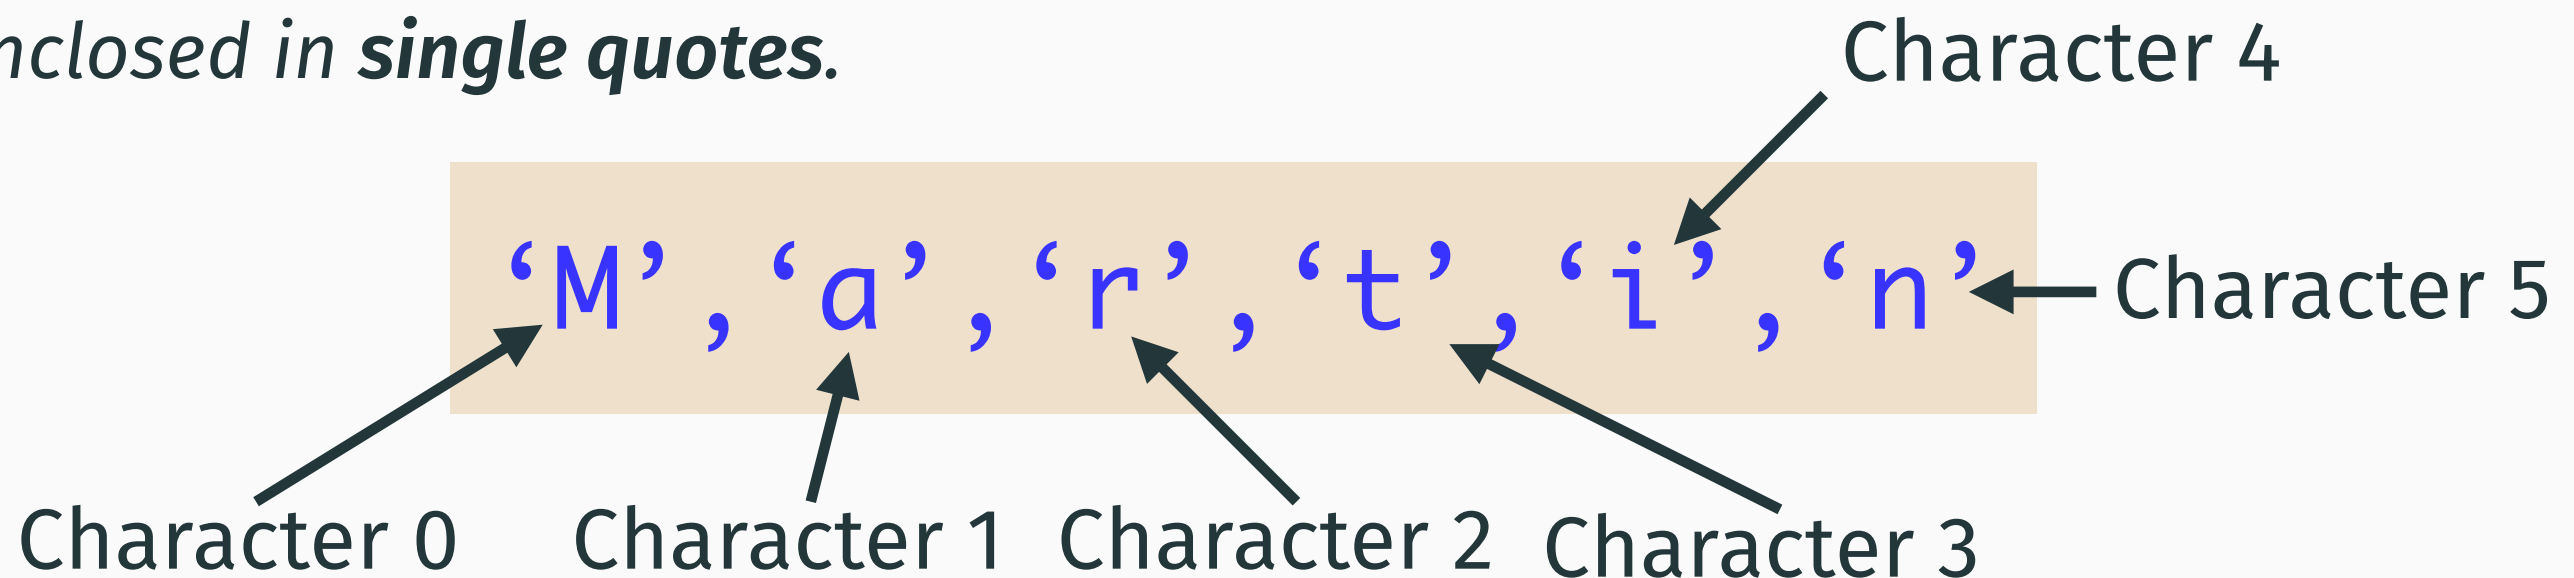 nclosed in single quotes.
Character 4
‘M’,‘a’,‘r’,‘t’,‘i’,‘n’
Character 5
Character 0 Character 1 Character 2 Character 3